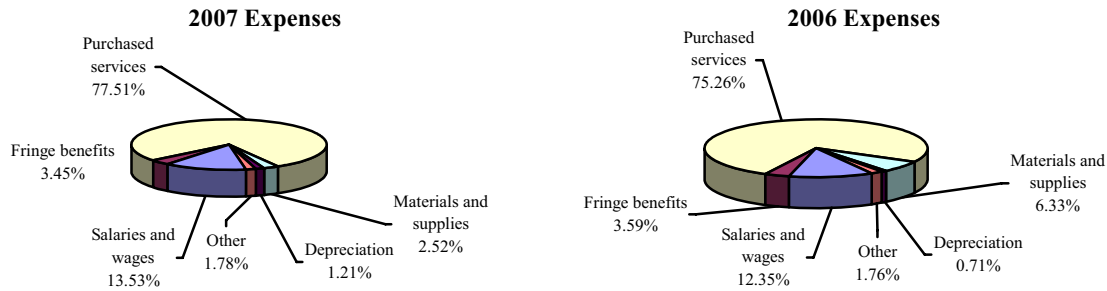 2007 Expenses
Purchased
services
77.51%
Fringe benefits
3.45%
Salaries and
wages
13.53%
Other
1.78%
Depreciation
1.21%
Materials and
supplies
2.52%
2006 Expenses
Purchased
services
75.26%
Fringe benefits
3.59%
Salaries and
wages
12.35%
Other
1.76%
Depreciation
0.71%
Materials and
supplies
6.33%